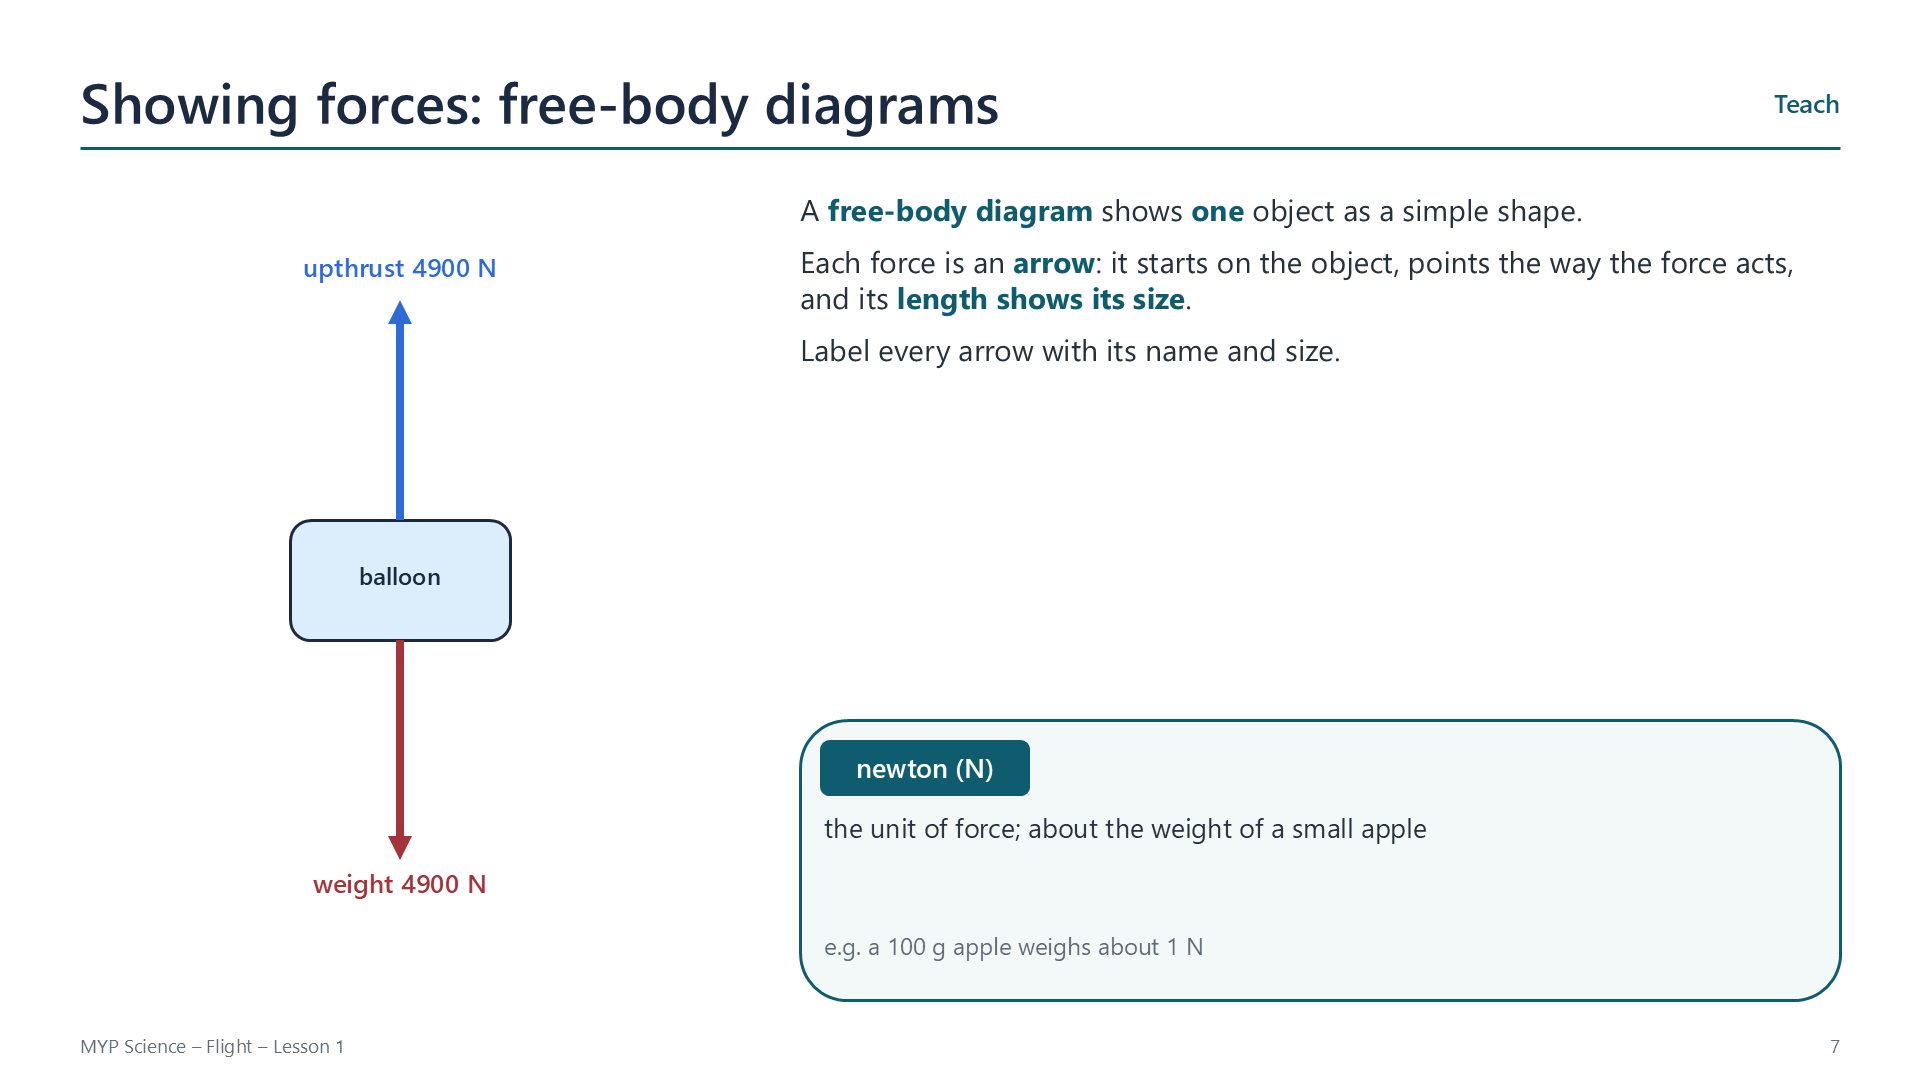 Showing forces: free-body diagrams
Teach
A free-body diagram shows one object as a simple shape.
Each force is an arrow: it starts on the object, points the way the force acts,
and its length shows its size.
Label every arrow with its name and size.
upthrust 4900 N
balloon
weight 4900 N
newton (N)
the unit of force; about the weight of a small apple
e.g. a 100 g apple weighs about 1 N
MYP Science – Flight – Lesson 1
7